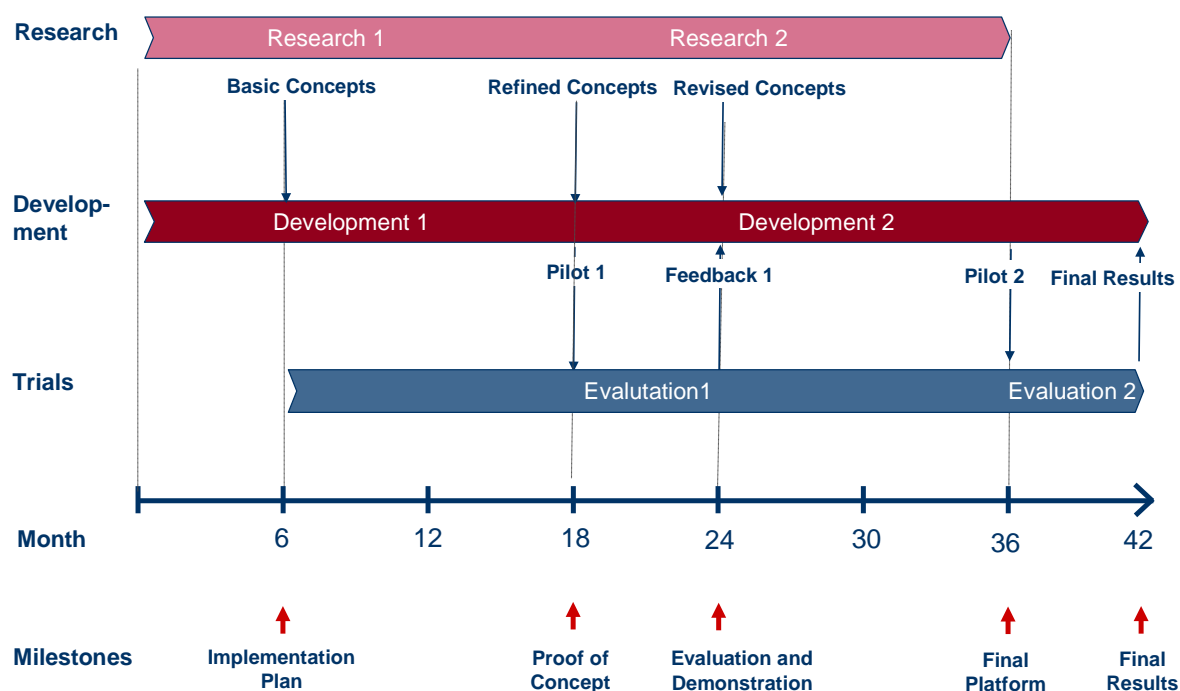 Research
Research 1
Research 2
Basic Concepts
Refined Concepts
Revised Concepts
Develop-
ment
Development 1
Development 2
Pilot 1
Feedback 1
Pilot 2
Final Results
Trials
Evalutation1
Evaluation 2
Month
6
12
18
24
30
36
42
Milestones
Implementation
Plan
Proof of
Concept
Evaluation and
Demonstration
Final
Platform
Final
Results